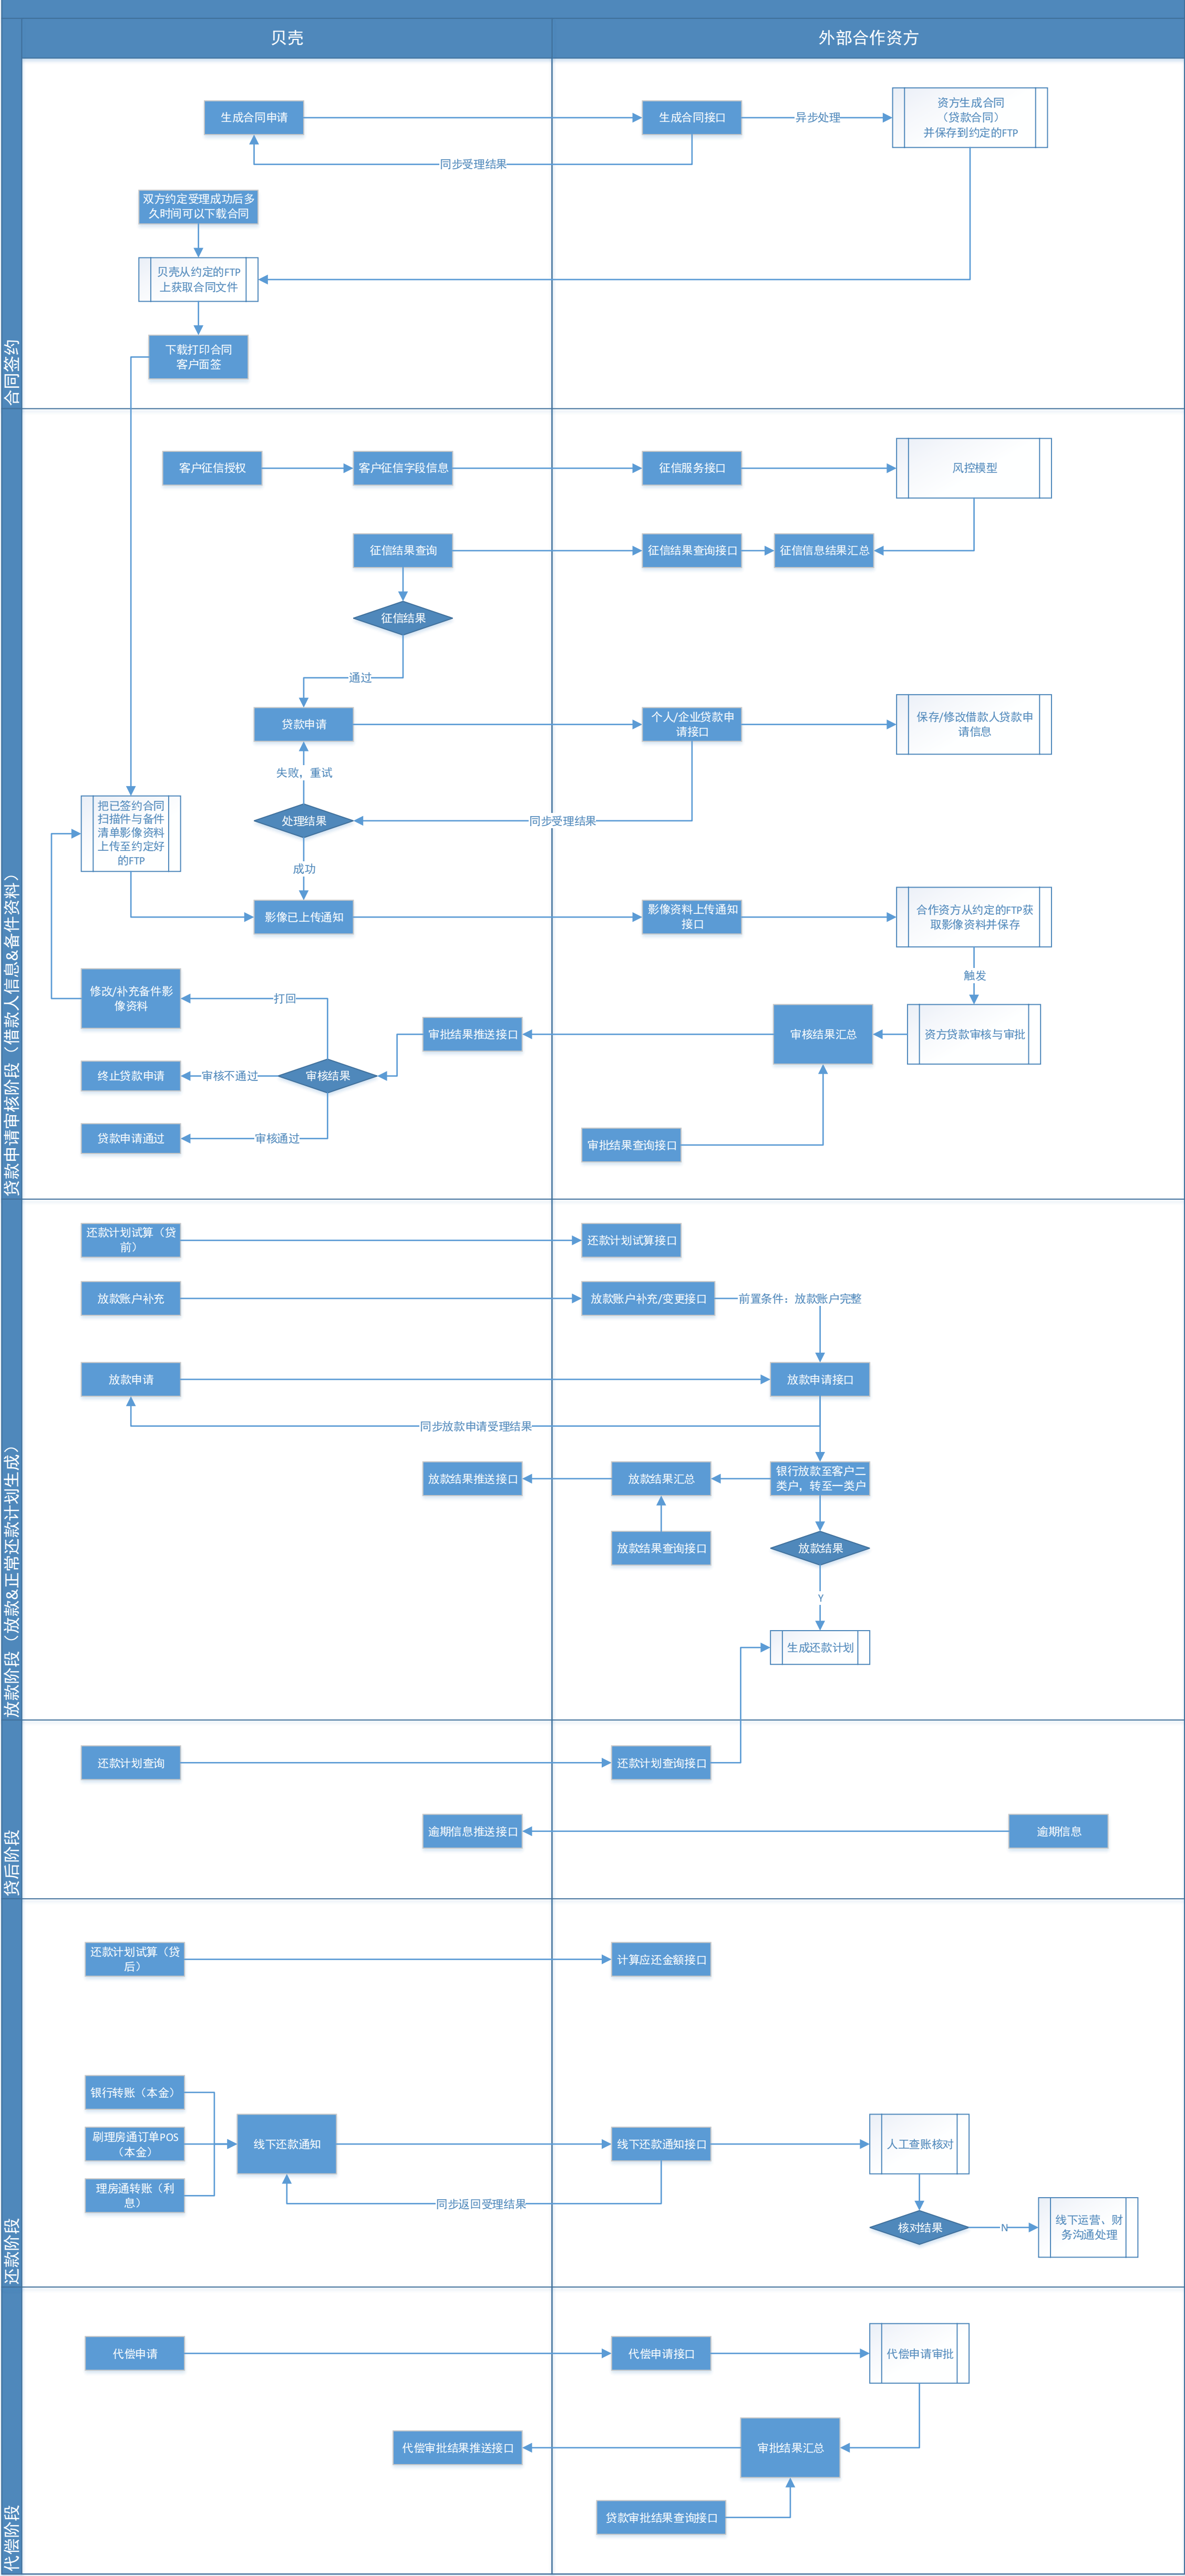 贝壳
外部合作资方
合同签约
生成合同申请
生成合同接口
异步处理
资方生成合同
（贷款合同）
并保存到约定的FTP
同步受理结果
双方约定受理成功后多
久时间可以下载合同
贝壳从约定的FTP
上获取合同文件
下载打印合同
客户面签
贷款申请审核阶段（借款人信息&备件资料）
客户征信授权
客户征信字段信息
征信服务接口
风控模型
征信结果查询
征信结果查询接口
征信信息结果汇总
征信结果
通过
贷款申请
个人/企业贷款申
请接口
保存/修改借款人贷款申
请信息
失败，重试
处理结果
同步受理结果
把已签约合同
扫描件与备件
清单影像资料
上传至约定好
的FTP
成功
影像已上传通知
影像资料上传通知
接口
合作资方从约定的FTP获
取影像资料并保存
触发
修改/补充备件影
像资料
打回
审批结果推送接口
审核结果汇总
资方贷款审核与审批
终止贷款申请
审核不通过
审核结果
贷款申请通过
审核通过
审批结果查询接口
放款阶段（放款&正常还款计划生成）
还款计划试算（贷
前）
还款计划试算接口
放款账户补充
放款账户补充/变更接口
前置条件：放款账户完整
放款申请
放款申请接口
同步放款申请受理结果
放款结果推送接口
放款结果汇总
银行放款至客户二
类户，转至一类户
放款结果查询接口
放款结果
Y
生成还款计划
贷后阶段
还款计划查询
还款计划查询接口
逾期信息推送接口
逾期信息
还款阶段
还款计划试算（贷
后）
计算应还金额接口
银行转账（本金）
刷理房通订单POS
（本金）
理房通转账（利
息）
线下还款通知
线下还款通知接口
人工查账核对
同步返回受理结果
核对结果
N
线下运营、财
务沟通处理
代偿阶段
代偿申请
代偿申请接口
代偿申请审批
代偿审批结果推送接口
审批结果汇总
贷款审批结果查询接口